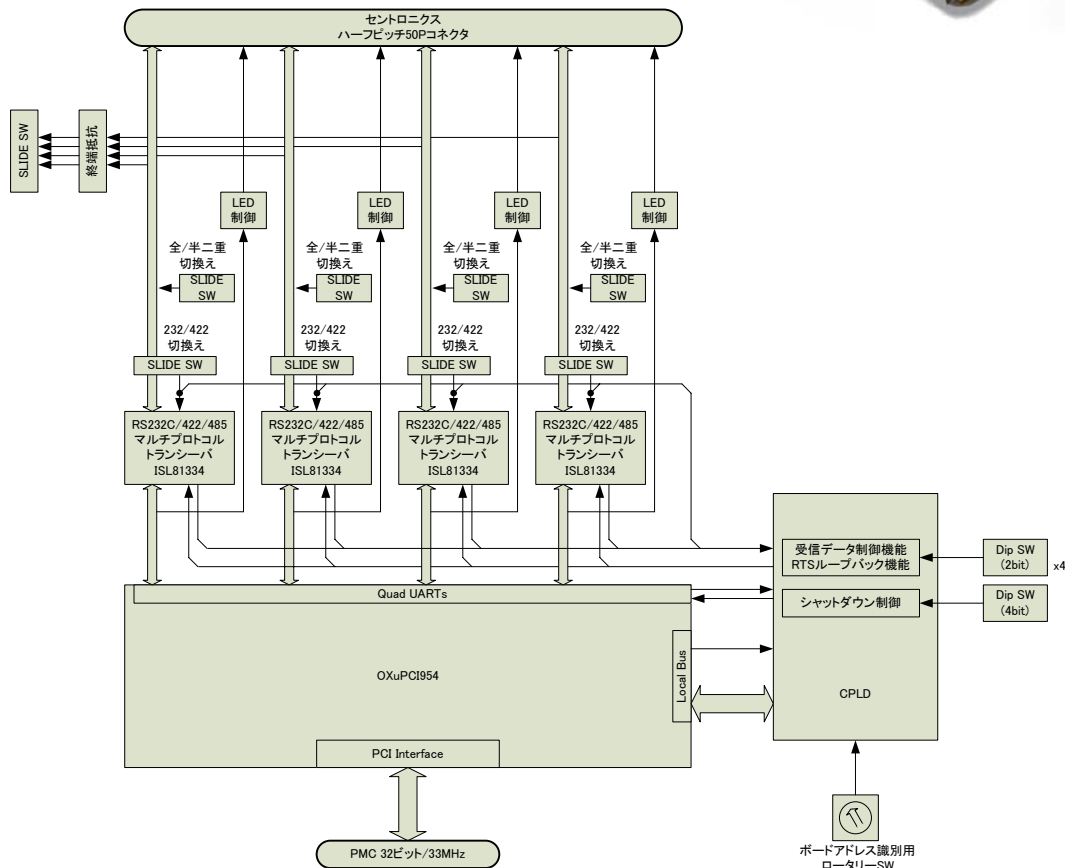 セントロニクス
ハーフピッチ50Pコネクタ
SLIDE SW
終端抵抗
LED
制御
LED
制御
LED
制御
LED
制御
全/半二重
切換え
SLIDE
SW
全/半二重
切換え
SLIDE
SW
全/半二重
切換え
SLIDE
SW
全/半二重
切換え
SLIDE
SW
232/422
切換え
SLIDE SW
232/422
切換え
SLIDE SW
232/422
切換え
SLIDE SW
232/422
切換え
SLIDE SW
RS232C/422/485
マルチプロトコル
トランシーバ
ISL81334
RS232C/422/485
マルチプロトコル
トランシーバ
ISL81334
RS232C/422/485
マルチプロトコル
トランシーバ
ISL81334
RS232C/422/485
マルチプロトコル
トランシーバ
ISL81334
受信データ制御機能
RTSループバック機能
Dip SW
(2bit)
x4
Quad UARTs
シャットダウン制御
Dip SW
(4bit)
OXuPCI954
Local Bus
CPLD
PCI Interface
PMC 32ビット/33MHz
ボードアドレス識別用
ロータリーSW